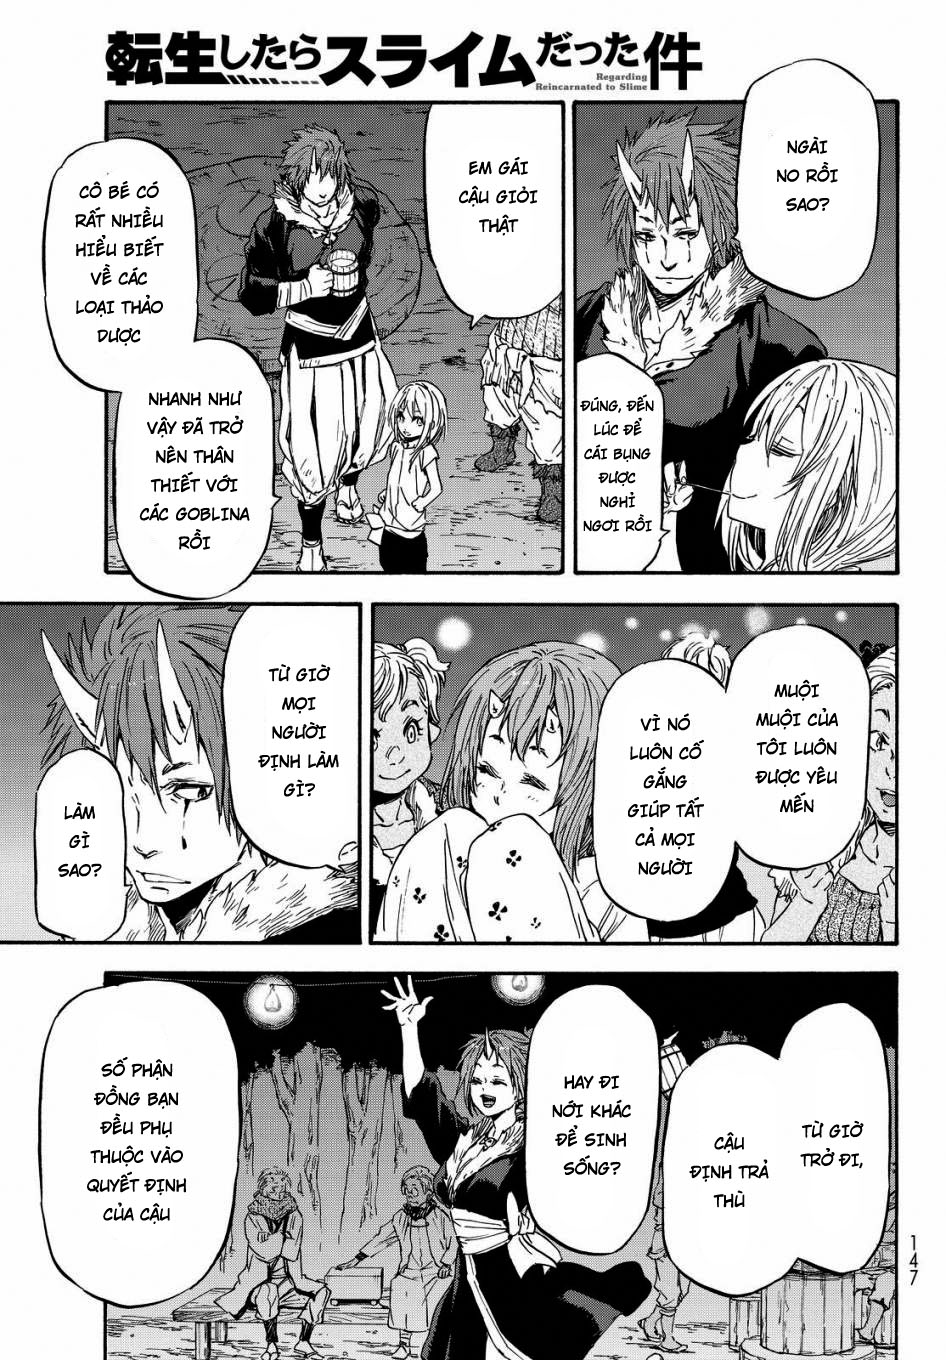 転生したらスライムだった件
Regarding
Reincarnated to Slime
NGÀI
NO RỒI
SAO?
ĐÚNG, ĐẾN
LÚC ĐỂ
CÁI BỤNG
ĐƯỢC
NGHỈ
NGƠI RỒI
EM GÁI
CẬU GIỎI
THẬT
CÔ BÉ CÓ
RẤT NHIỀU
HIỂU BIẾT
VỀ CÁC
LOẠI THẢO
DƯỢC
NHANH NHƯ
VẬY ĐÃ TRỞ
NÊN THÂN
THIẾT VỚI
CÁC GOBLINA
RỒI
MUỘI
MUỘI CỦA
TÔI LUÔN
ĐƯỢC YÊU
MẾN
VÌ NÓ
LUÔN CỐ
GẮNG
GIÚP TẤT
CẢ MỌI
NGƯỜI
TỪ GIỜ
MỌI
NGƯỜI
ĐỊNH LÀM
GÌ?
LÀM
GÌ
SAO?
TỪ GIỜ
TRỞ ĐI,
CẬU
ĐỊNH TRẢ
THÙ
HAY ĐI
NƠI KHÁC
ĐỂ SINH
SỐNG?
SỐ PHẬN
ĐỒNG BẠN
ĐỀU PHỤ
THUỘC VÀO
QUYẾT ĐỊNH
CỦA CẬU
147